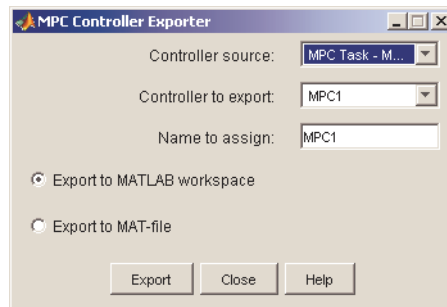 MPC Controller Exporter
Controller source: MPC Task - M...
Controller to export: MPC1
Name to assign: MPC1
Export to MATLAB workspace
Export to MAT-file
Export Close Help